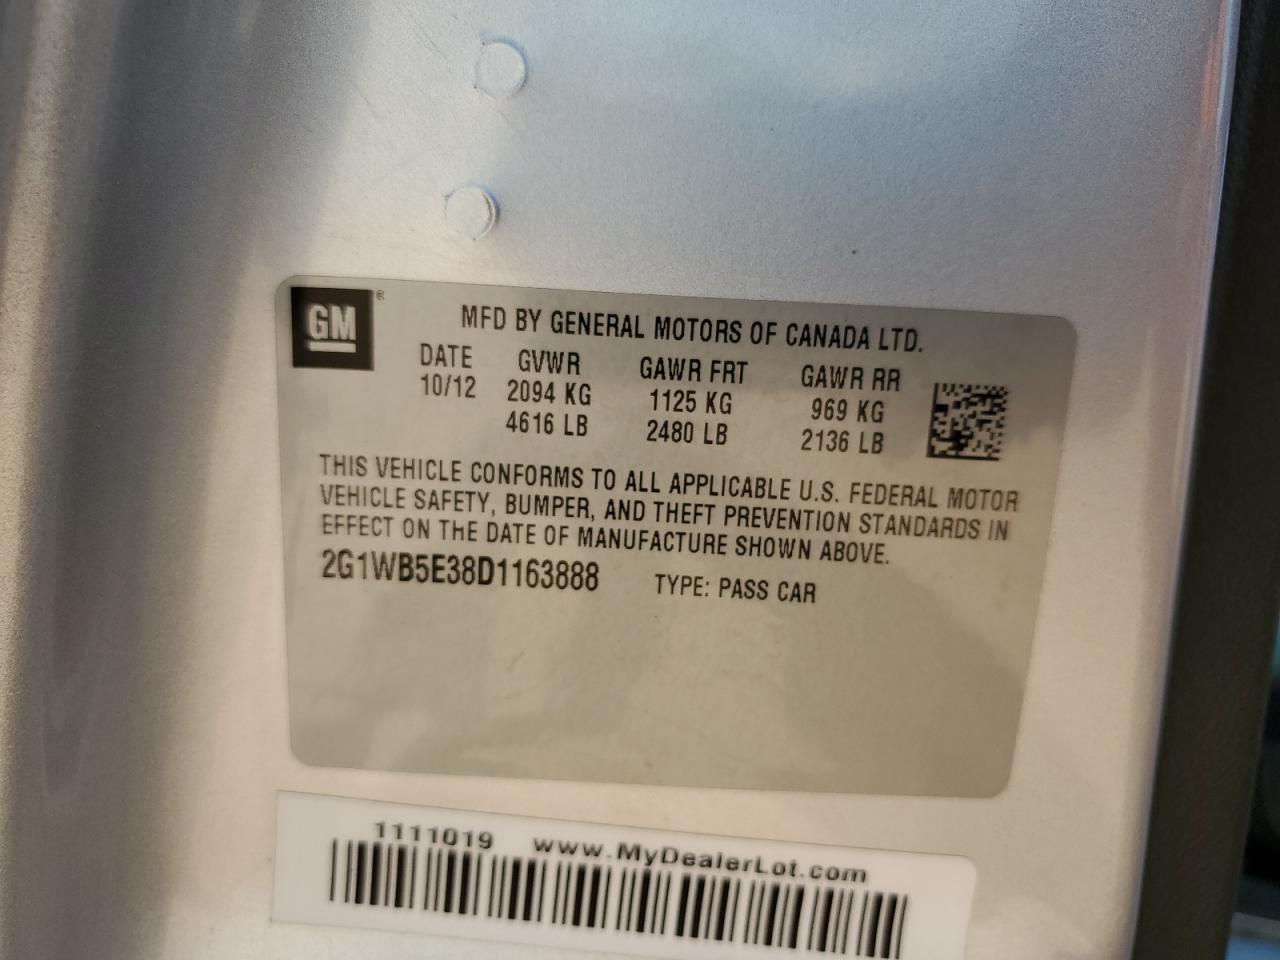 GM®
MFD BY GENERAL MOTORS OF CANADA LTD.
DATE GVWR GAWR FRT GAWR RR
10/12 2094 KG 1125 KG 969 KG
4616 LB 2480 LB 2136 LB
THIS VEHICLE CONFORMS TO ALL APPLICABLE U.S. FEDERAL MOTOR
VEHICLE SAFETY, BUMPER, AND THEFT PREVENTION STANDARDS IN
EFFECT ON THE DATE OF MANUFACTURE SHOWN ABOVE.
2G1WB5E38D1163888 TYPE: PASS CAR
1111019 www.MyDealerLot.com